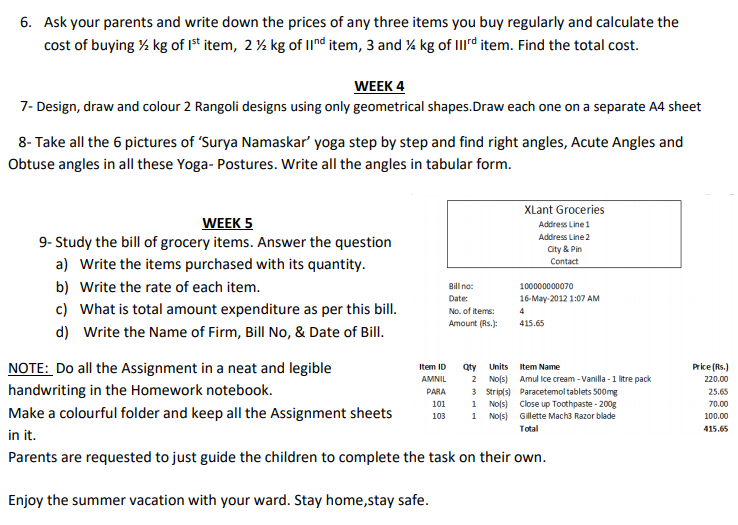 6. Ask your parents and write down the prices of any three items you buy regularly and calculate the
cost of buying ½ kg of Iˢᵗ item, 2 ½ kg of IIⁿᵈ item, 3 and ¼ kg of IIIʳᵈ item. Find the total cost.
WEEK 4
7- Design, draw and colour 2 Rangoli designs using only geometrical shapes.Draw each one on a separate A4 sheet
8- Take all the 6 pictures of ‘Surya Namaskar’ yoga step by step and find right angles, Acute Angles and
Obtuse angles in all these Yoga- Postures. Write all the angles in tabular form.
WEEK 5
9- Study the bill of grocery items. Answer the question
a) Write the items purchased with its quantity.
b) Write the rate of each item.
c) What is total amount expenditure as per this bill.
d) Write the Name of Firm, Bill No, & Date of Bill.
XLant Groceries
Address Line 1
Address Line 2
City & Pin
Contact
Bill no: 100000000070
Date: 16-May-2012 1:07 AM
No. of items: 4
Amount (Rs.): 415.65
Item ID Qty Units Item Name Price (Rs.)
AMNIL 2 No(s) Amul Ice cream - Vanilla - 1 litre pack 220.00
PARA 3 Strip(s) Paracetemol tablets 500mg 25.65
101 1 No(s) Close up Toothpaste - 200g 70.00
103 1 No(s) Gillette Mach3 Razor blade 100.00
Total 415.65
NOTE: Do all the Assignment in a neat and legible
handwriting in the Homework notebook.
Make a colourful folder and keep all the Assignment sheets
in it.
Parents are requested to just guide the children to complete the task on their own.
Enjoy the summer vacation with your ward. Stay home,stay safe.